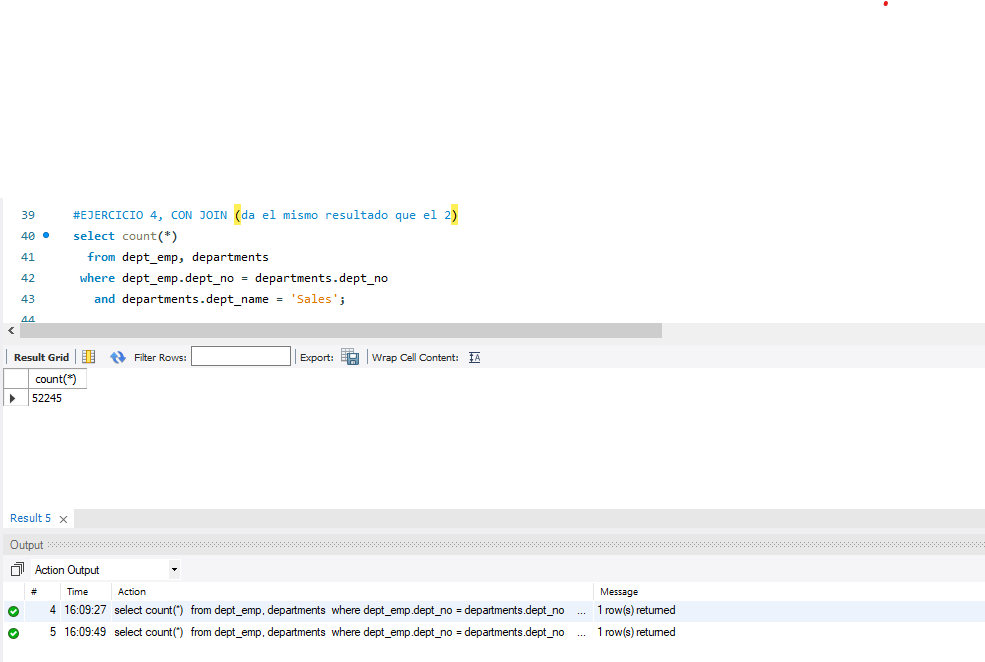 39 #EJERCICIO 4, CON JOIN (da el mismo resultado que el 2)
40 select count(*)
41 from dept_emp, departments
42 where dept_emp.dept_no = departments.dept_no
43 and departments.dept_name = 'Sales';
44
Result Grid Filter Rows: Export: Wrap Cell Content: IA
count(*)
52245
Result 5
Output
Action Output
# Time Action Message
4 16:09:27 select count(*) from dept_emp, departments where dept_emp.dept_no = departments.dept_no ... 1 row(s) returned
5 16:09:49 select count(*) from dept_emp, departments where dept_emp.dept_no = departments.dept_no ... 1 row(s) returned